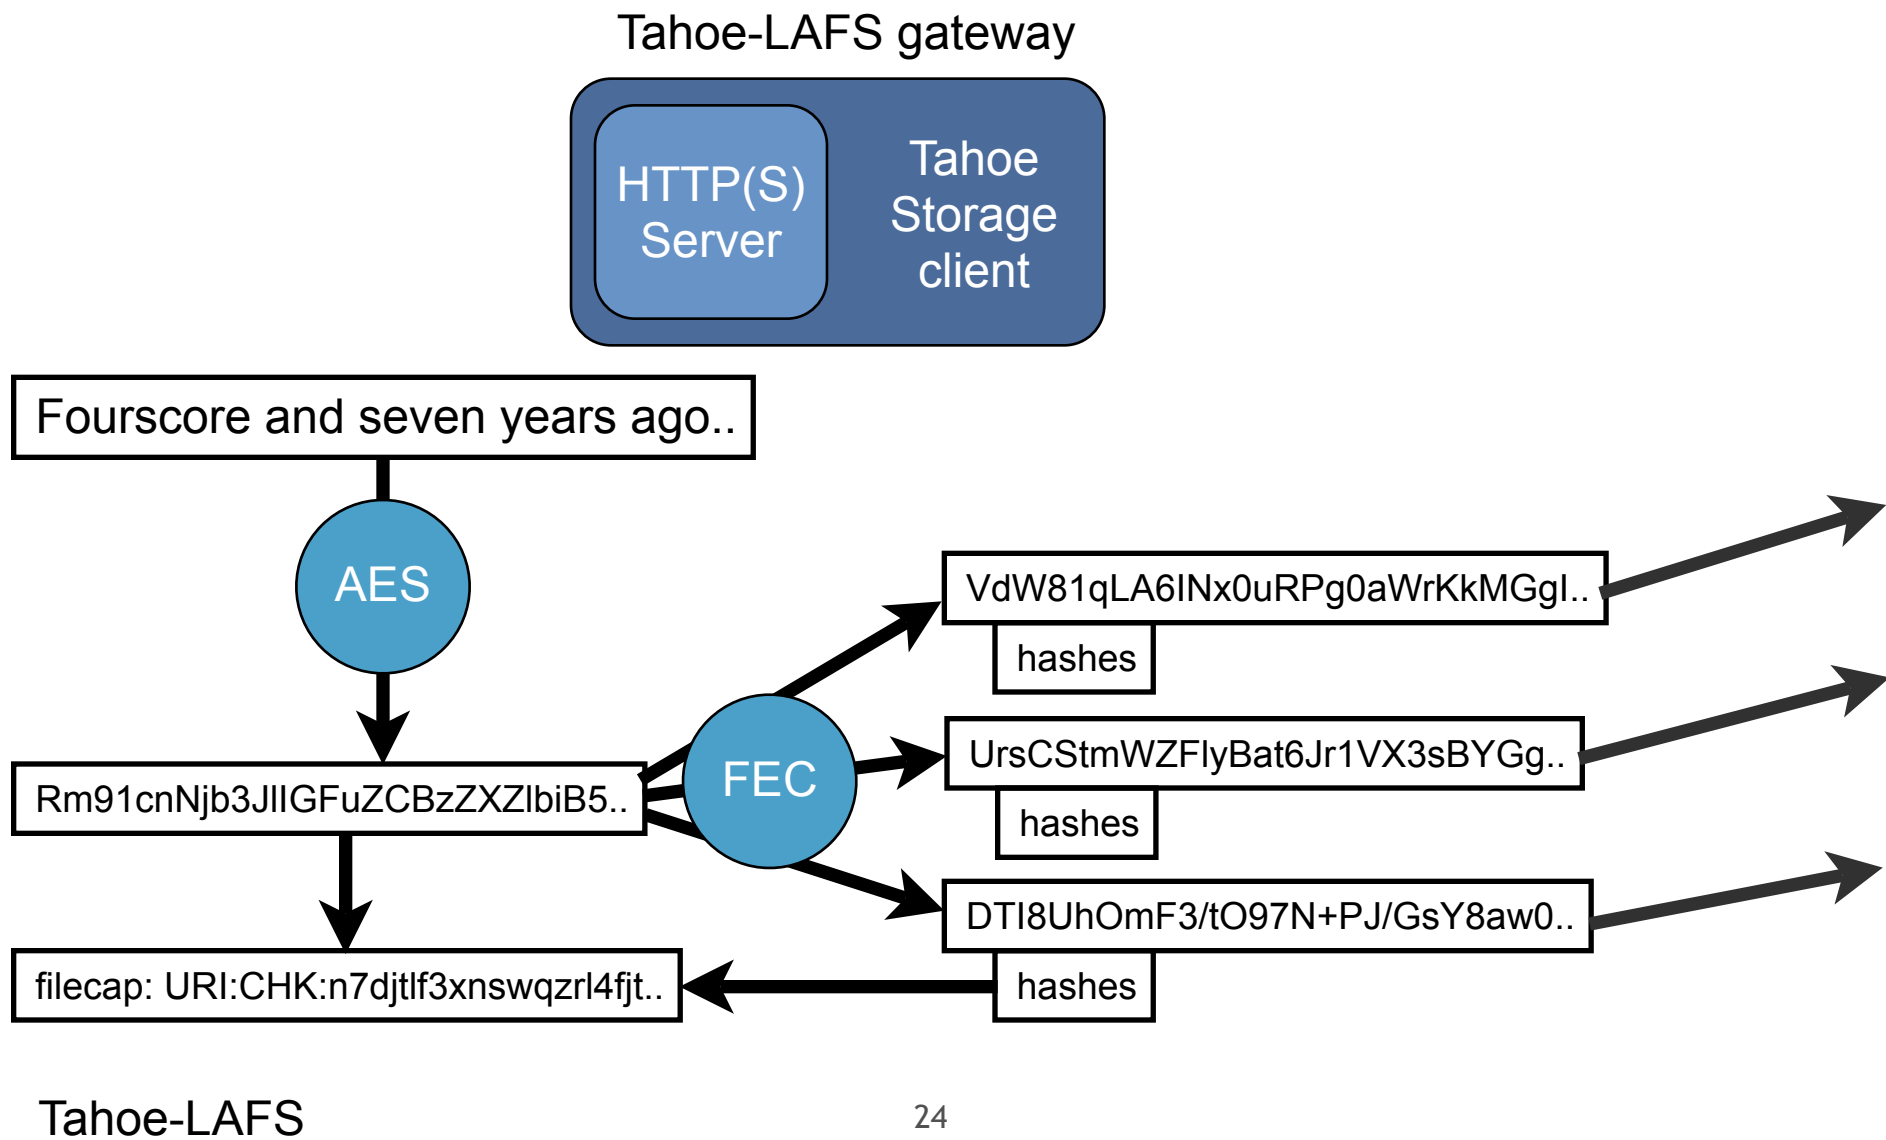 Tahoe-LAFS gateway
HTTP(S)
Server
Tahoe
Storage
client
Fourscore and seven years ago..
AES
VdW81qLA6INx0uRPg0aWrKkMGgI..
hashes
FEC
UrsCStmWZFIyBat6Jr1VX3sBYGg..
hashes
Rm91cnNjb3JlIGFuZCBzZXZlbiB5..
DTI8UhOmF3/tO97N+PJ/GsY8aw0..
hashes
filecap: URI:CHK:n7djtlf3xnswqzrl4fjt..
Tahoe-LAFS
24